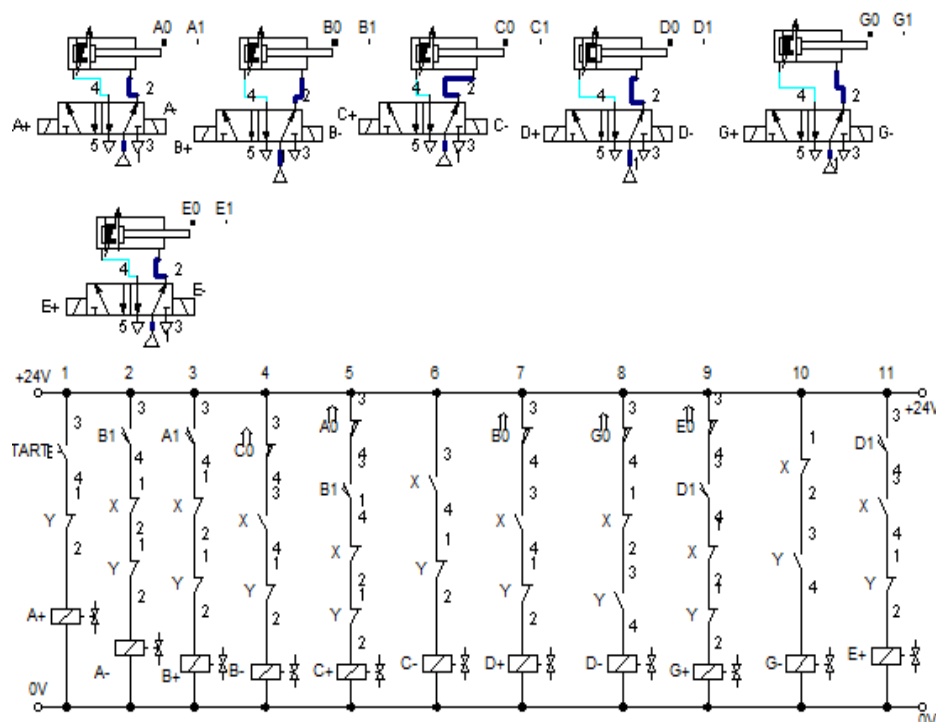 A0 A1 B0 B1 C0 C1 D0 D1 G0 G1
4 2 4 2 4 2 4 2 4 2
A+ A- B+ B- C+ C- D+ D- G+ G-
5 3 5 3 5 3 5 3 5 3
1 1 1 1 1
E0 E1
4 2
E+ E-
5 3
1
+24V 1 2 3 4 5 6 7 8 9 10 11 +24V
3 3 3 3 3 3 3 3 3
TARTE B1 A1 C0 A0 B0 G0 E0 D1
4 4 4 4 4 4 4 4 4
3 3 3 1 3
B1 X D1 X
1 1 1 3 4 4 3 1 4 2 3
Y X X X X X X
2 2 2 4 2 4 2 2 4
1 1 1 1 1 1 3 1 3 1
Y Y Y Y Y Y Y Y Y Y
2 2 2 2 2 2 4 2 4 2
A+ A- B+ B- C+ C- D+ D- G+ G- E+
0V 0V